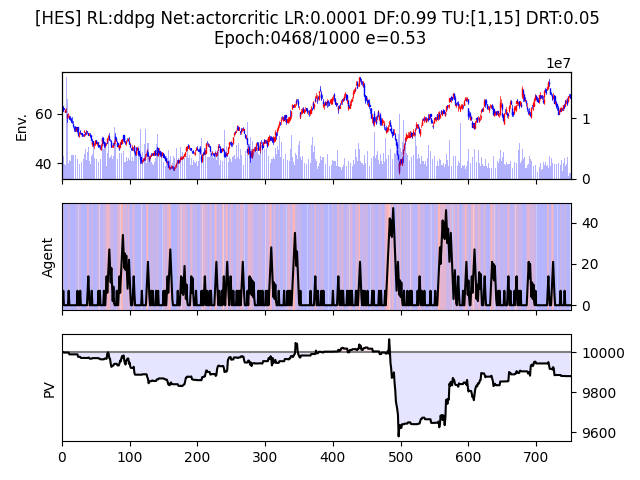 [HES] RL:ddpg Net:actorcritic LR:0.0001 DF:0.99 TU:[1,15] DRT:0.05
Epoch:0468/1000 e=0.53
1e7
Env.
60
40
1
0
Agent
40
20
0
PV
10000
9800
9600
0 100 200 300 400 500 600 700